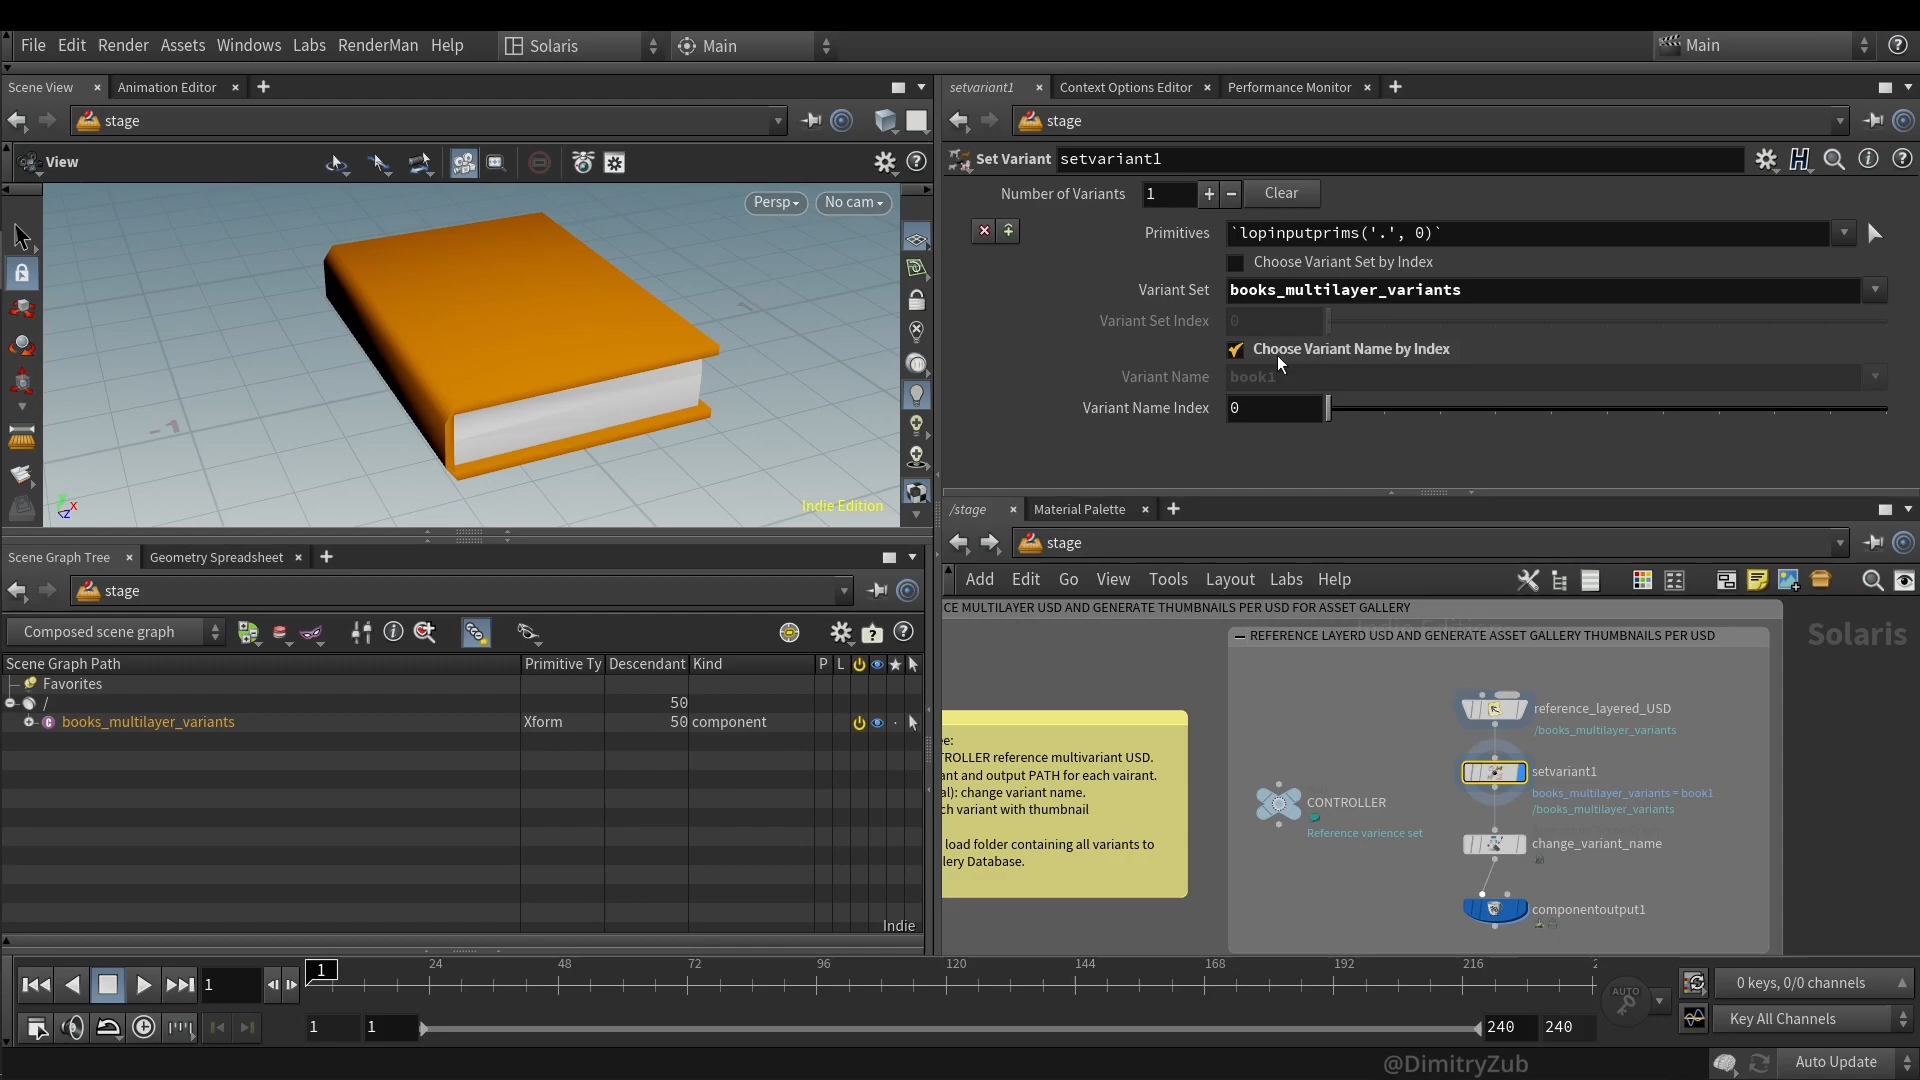 File Edit Render Assets Windows Labs RenderMan Help Solaris Main Main
Scene View Animation Editor
stage
View
Persp No cam
-1
Indie Edition
x
z
setvariant1 Context Options Editor Performance Monitor
stage
Set Variant setvariant1
Number of Variants 1 Clear
Primitives `lopinputprims('.', 0)`
Choose Variant Set by Index
Variant Set books_multilayer_variants
Variant Set Index 0
Choose Variant Name by Index
Variant Name book1
Variant Name Index 0
Scene Graph Tree Geometry Spreadsheet
stage
Composed scene graph
Scene Graph Path Primitive Ty Descendant Kind P L
Favorites
/ 50
books_multilayer_variants Xform 50 component
Indie
/stage Material Palette
stage
Add Edit Go View Tools Layout Labs Help
CE MULTILAYER USD AND GENERATE THUMBNAILS PER USD FOR ASSET GALLERY
Indie Edition
Solaris
REFERENCE LAYERD USD AND GENERATE ASSET GALLERY THUMBNAILS PER USD
e:
TROLLER reference multivariant USD.
ant and output PATH for each vairant.
al): change variant name.
ch variant with thumbnail
load folder containing all variants to
lery Database.
CONTROLLER
Reference varience set
reference_layered_USD
/books_multilayer_variants
setvariant1
books_multilayer_variants = book1
/books_multilayer_variants
change_variant_name
componentoutput1
1 1 24 48 72 96 120 144 168 192 216 2
AUTO
0 keys, 0/0 channels
1 1 240 240
Key All Channels
@DimitryZub
Auto Update